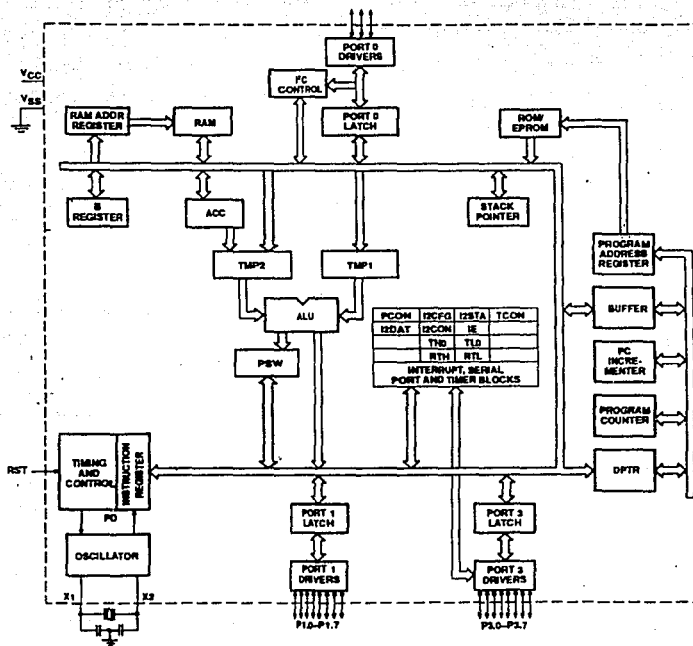 PORT 0
DRIVERS
VCC
VSS
I²C
CONTROL
RAM ADDR
REGISTER
RAM
PORT 0
LATCH
ROM/
EPROM
B
REGISTER
ACC
STACK
POINTER
TMP2
TMP1
PROGRAM
ADDRESS
REGISTER
ALU
BUFFER
PCON I2CFG I2STA TCON
I2DAT I2CON IE
TH0 TL0
RTH RTL
INTERRUPT, SERIAL
PORT AND TIMER BLOCKS
PSW
PC
INCRE-
MENTER
PROGRAM
COUNTER
RST
TIMING
AND
CONTROL
INSTRUCTION
REGISTER
DPTR
PD
PORT 1
LATCH
PORT 3
LATCH
OSCILLATOR
PORT 1
DRIVERS
PORT 3
DRIVERS
X1
X2
P1.0–P1.7
P3.0–P3.7